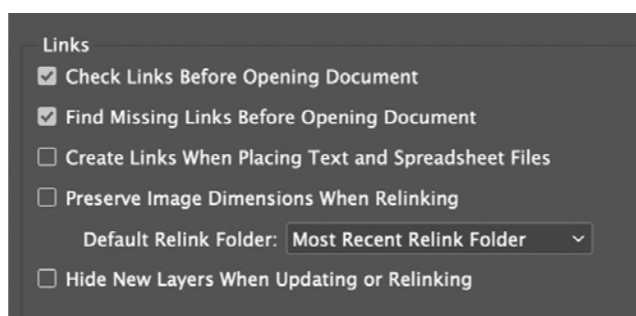 Links
Check Links Before Opening Document
Find Missing Links Before Opening Document
Create Links When Placing Text and Spreadsheet Files
Preserve Image Dimensions When Relinking
Default Relink Folder: Most Recent Relink Folder
Hide New Layers When Updating or Relinking